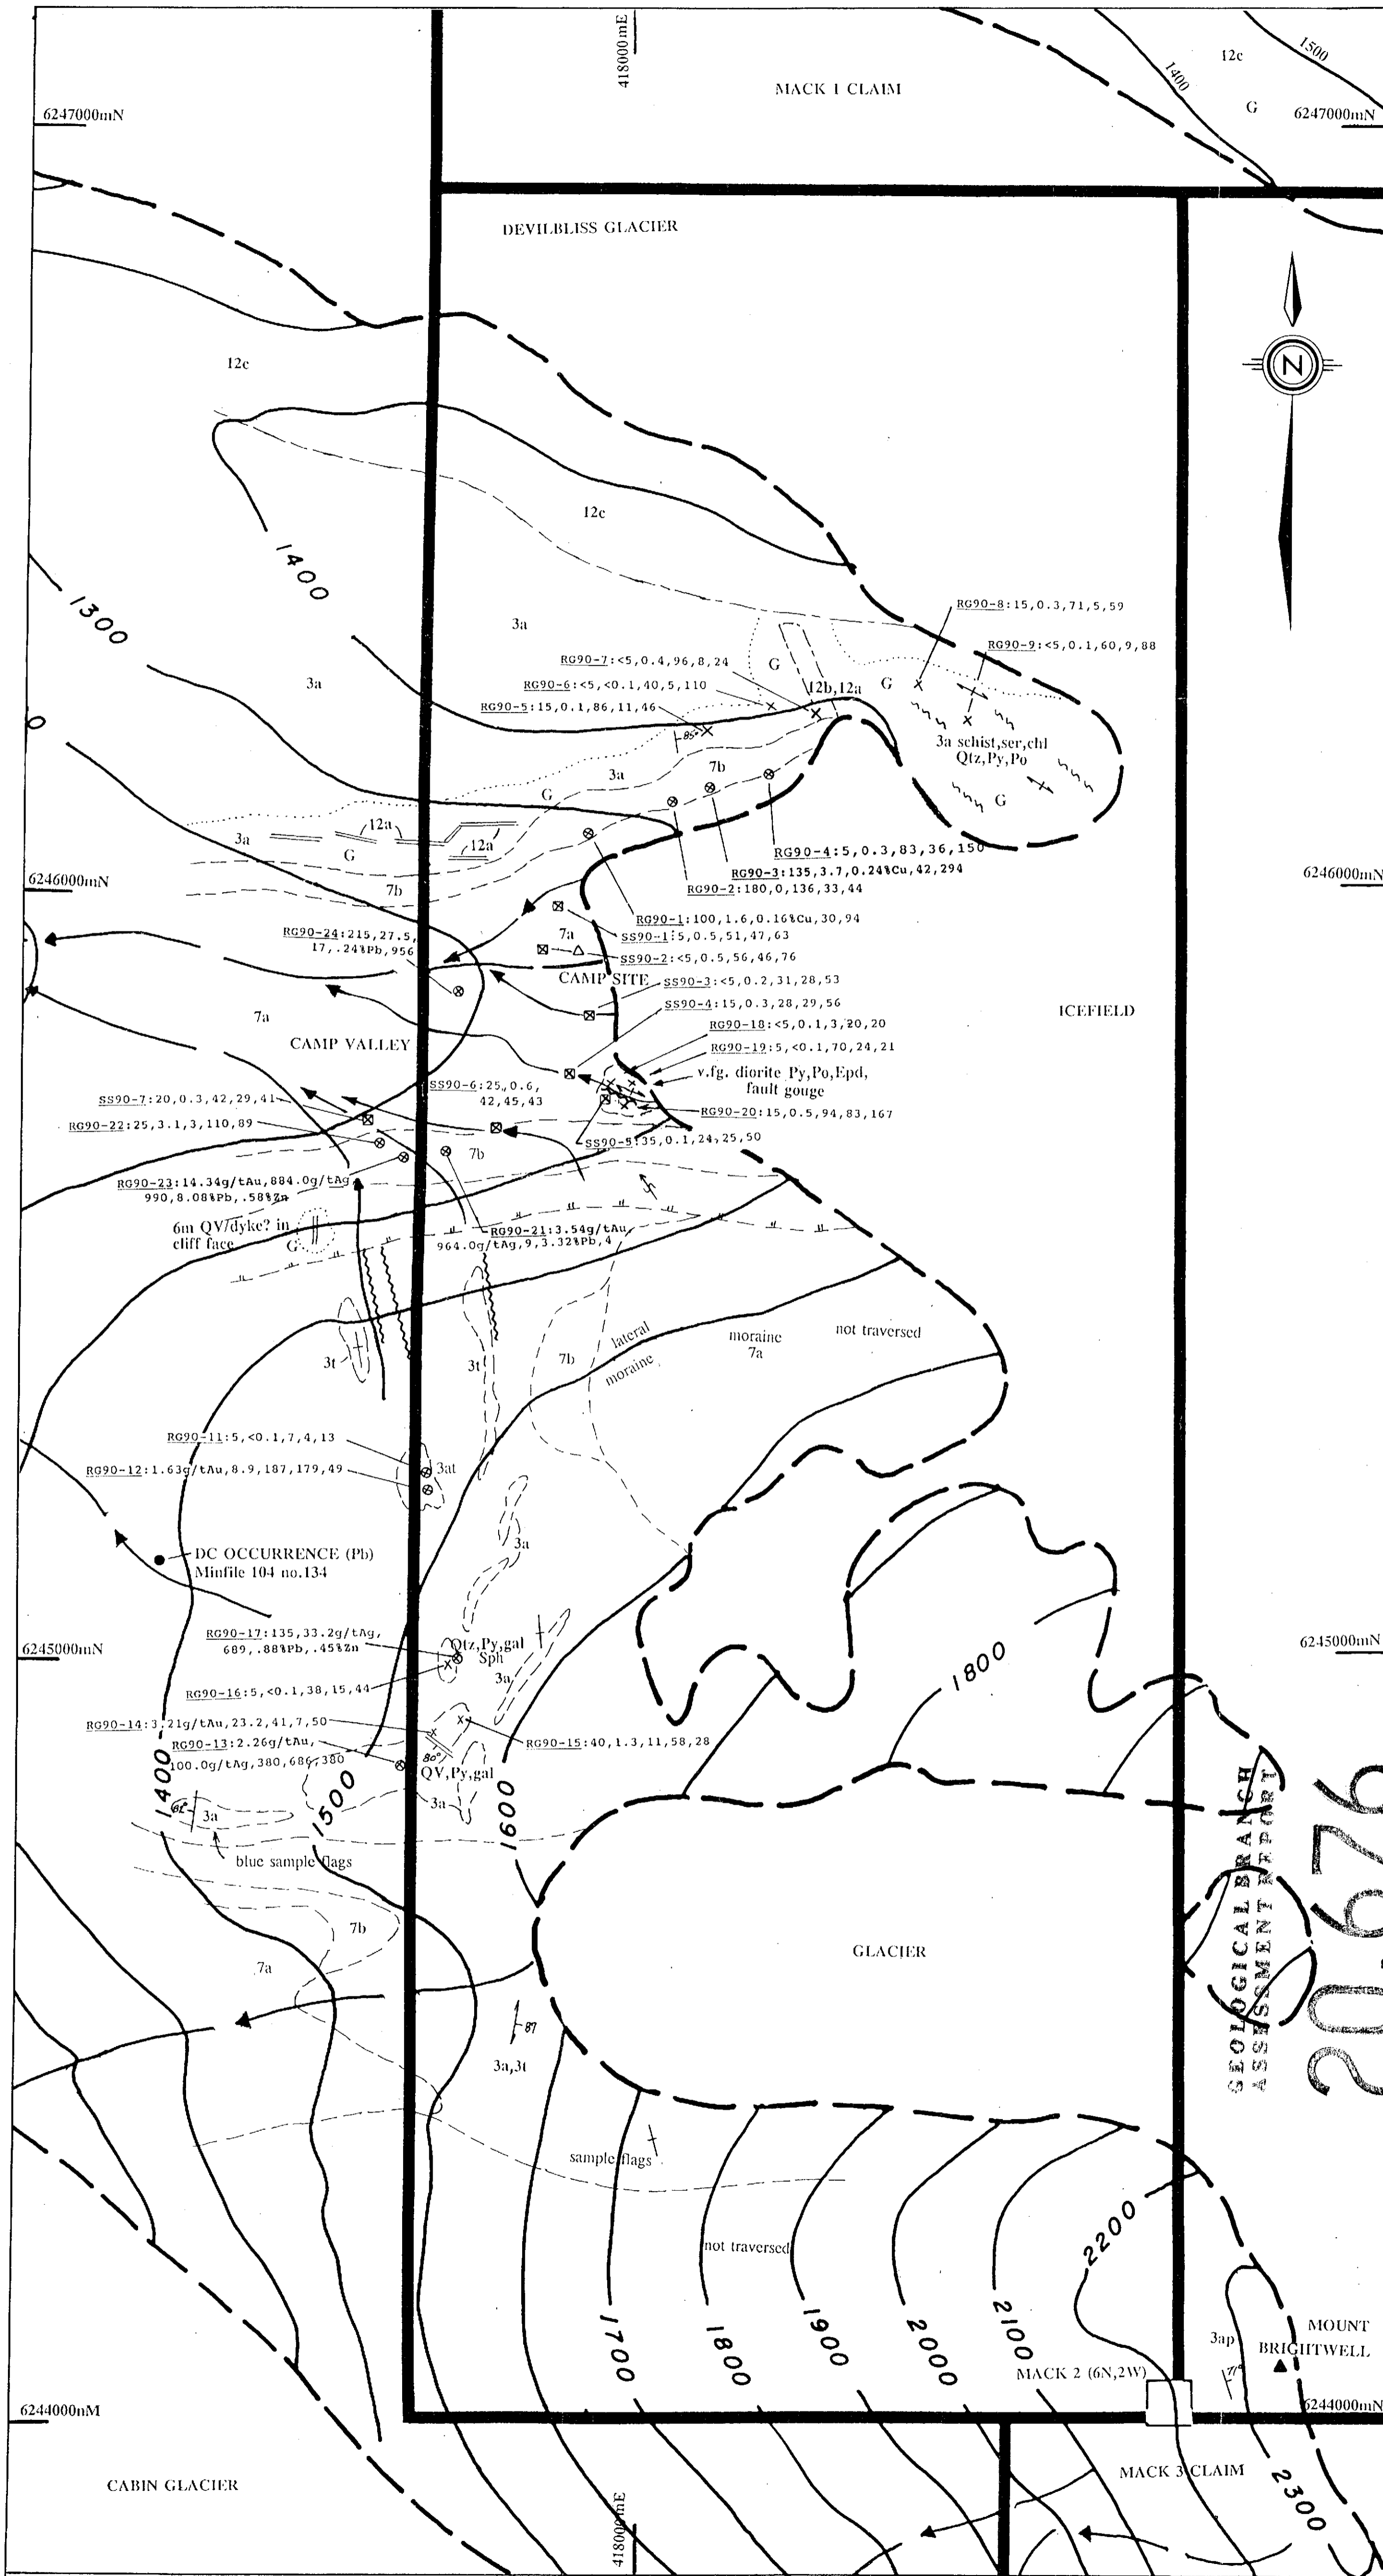 418000mE
12c
1500
1400
G
MACK 1 CLAIM
6247000mN
6247000mN
DEVILBLISS GLACIER
N
12c
12c
1400
1300
3a
3a
RG90-8:15,0.3,71,5,59
RG90-9:<5,0.1,60,9,88
RG90-7:<5,0.4,96,8,24
G
RG90-6:<5,<0.1,40,5,110
12b,12a
G
RG90-5:15,0.1,86,11,46
85°
0
3a schist,ser,chl
Qtz,Py,Po
3a
7b
G
G
12a
3a
12a
G
RG90-4:5,0.3,83,36,150
RG90-3:135,3.7,0.24%Cu,42,294
6246000mN
6246000mN
7b
RG90-2:180,0,136,33,44
RG90-1:100,1.6,0.16%Cu,30,94
RG90-24:215,27.5,
17,.24%Pb,956
7a
SS90-1:5,0.5,51,47,63
SS90-2:<5,0.5,56,46,76
CAMP SITE
SS90-3:<5,0.2,31,28,53
SS90-4:15,0.3,28,29,56
ICEFIELD
7a
RG90-18:<5,0.1,3,20,20
CAMP VALLEY
RG90-19:5,<0.1,70,24,21
v.fg. diorite Py,Po,Epd,
fault gouge
SS90-6:25,0.6,
42,45,43
SS90-7:20,0.3,42,29,41
RG90-20:15,0.5,94,83,167
RG90-22:25,3.1,3,110,89
SS90-5:35,0.1,24,25,50
7b
RG90-23:14.34g/tAu,884.0g/tAg
990,8.08%Pb,.58%Zn
6m QV/dyke? in
cliff face
G
RG90-21:3.54g/tAu,
964.0g/tAg,9,3.32%Pb,4
lateral
moraine
moraine
7a
not traversed
3t
3t
7b
RG90-11:5,<0.1,7,4,13
3at
RG90-12:1.63g/tAu,8.9,187,179,49
3a
DC OCCURRENCE (Pb)
Minfile 104 no.134
RG90-17:135,33.2g/tAg,
689,.88%Pb,.45%Zn
Qtz,Py,gal
Sph
6245000mN
6245000mN
1800
3a
RG90-16:5,<0.1,38,15,44
RG90-14:3.21g/tAu,23.2,41,7,50
RG90-13:2.26g/tAu,
100.0g/tAg,380,686,380
RG90-15:40,1.3,11,58,28
80°
QV,Py,gal
1400
1500
1600
3a
3a
blue sample flags
GEOLOGICAL BRANCH
ASSESSMENT REPORT
20,676
7b
7a
GLACIER
87
3a,3t
sample flags
not traversed
2200
1700
1800
1900
2000
2100
3ap
71°
MOUNT
BRIGHTWELL
MACK 2 (6N,2W)
6244000nM
6244000mN
CABIN GLACIER
MACK 3 CLAIM
2300
418000mE